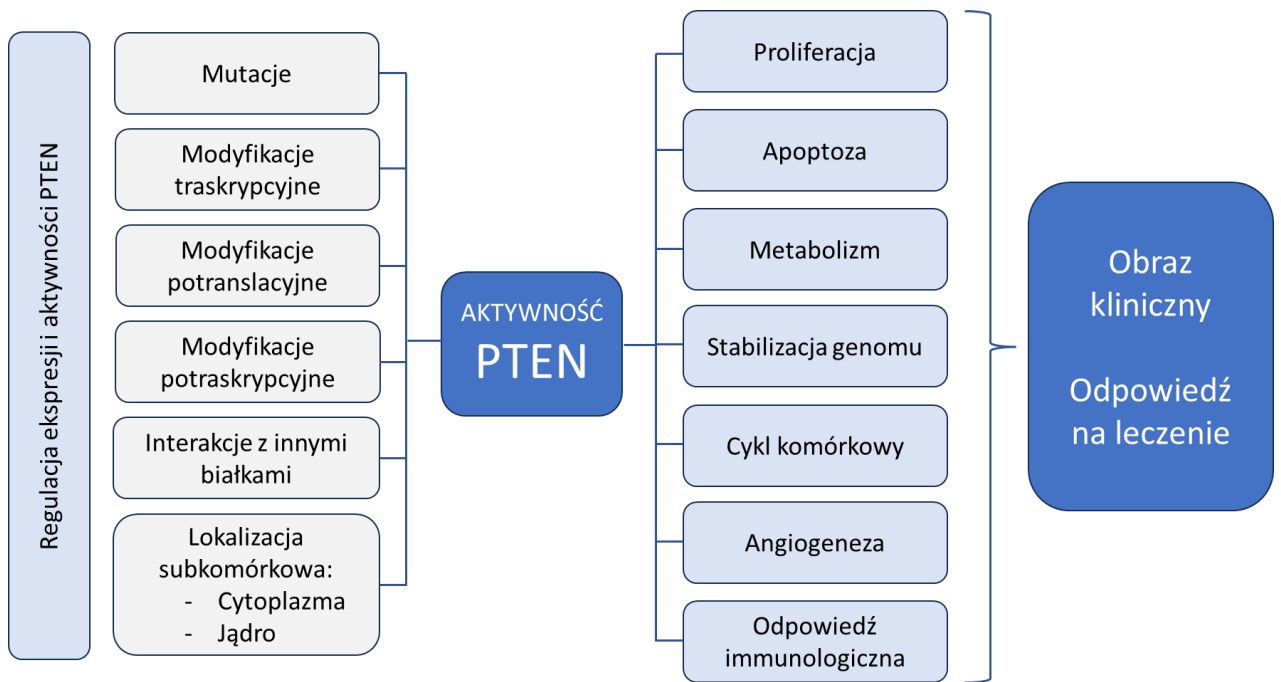 Regulacja ekspresji i aktywności PTEN
Mutacje
Modyfikacje
traskrypcyjne
Modyfikacje
potranslacyjne
Modyfikacje
potraskrypcyjne
Interakcje z innymi
białkami
Lokalizacja
subkomórkowa:
- Cytoplazma
- Jądro
AKTYWNOŚĆ
PTEN
Proliferacja
Apoptoza
Metabolizm
Stabilizacja genomu
Cykl komórkowy
Angiogeneza
Odpowiedź
immunologiczna
Obraz
kliniczny
Odpowiedź
na leczenie